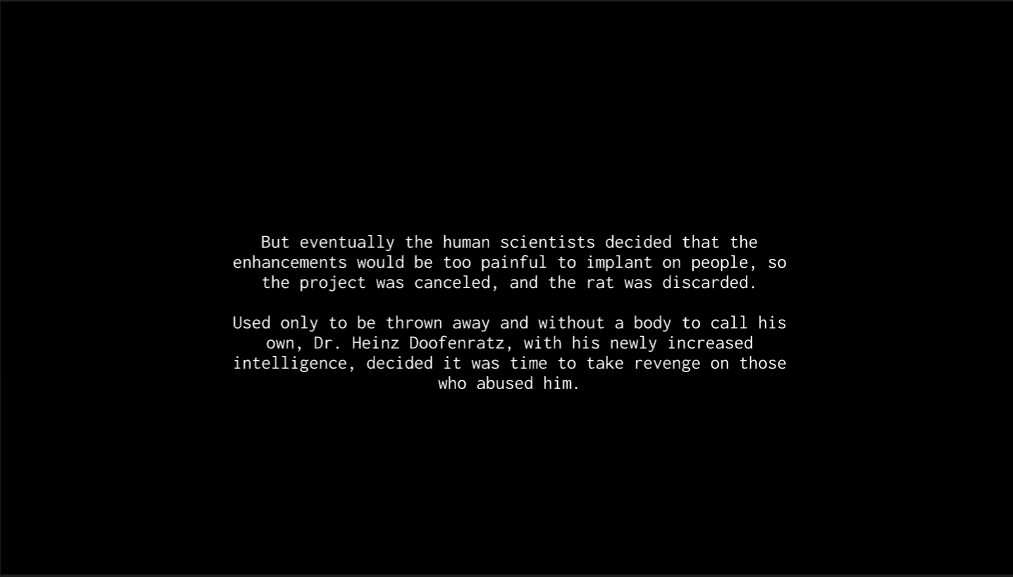 But eventually the human scientists decided that the
enhancements would be too painful to implant on people, so
the project was canceled, and the rat was discarded.
Used only to be thrown away and without a body to call his
own, Dr. Heinz Doofenratz, with his newly increased
intelligence, decided it was time to take revenge on those
who abused him.